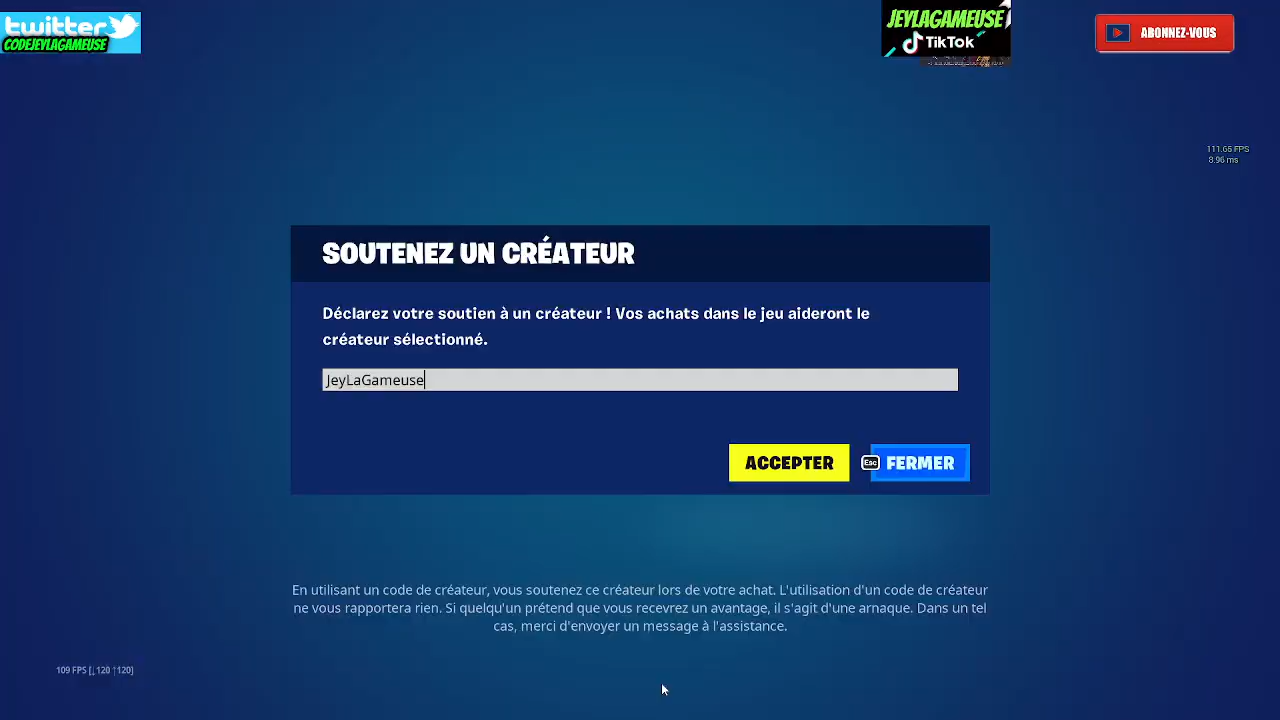 twitter
CODEJEYLAGAMEUSE
JEYLAGAMEUSE
TikTok
ABONNEZ-VOUS
111.65 FPS
8.96 ms
SOUTENEZ UN CRÉATEUR
Déclarez votre soutien à un créateur ! Vos achats dans le jeu aideront le
créateur sélectionné.
JeyLaGameuse
ACCEPTER
Esc FERMER
En utilisant un code de créateur, vous soutenez ce créateur lors de votre achat. L'utilisation d'un code de créateur
ne vous rapportera rien. Si quelqu'un prétend que vous recevrez un avantage, il s'agit d'une arnaque. Dans un tel
cas, merci d'envoyer un message à l'assistance.
109 FPS [↓120 ↑120]